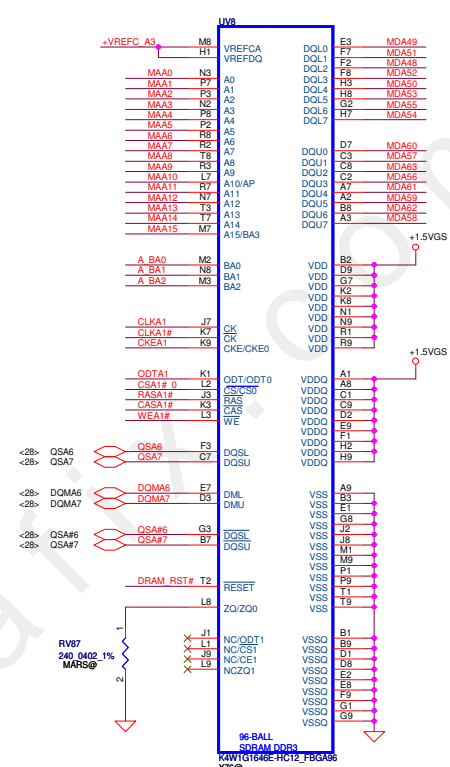 UV8
+VREFC_A3 M8 VREFCA DQL0 E3 MDA49
H1 VREFDQ DQL1 F7 MDA51
DQL2 F2 MDA48
MAA0 N3 A0 DQL3 F8 MDA52
MAA1 P7 A1 DQL4 H3 MDA50
MAA2 P3 A2 DQL5 H8 MDA53
MAA3 N2 A3 DQL6 G2 MDA55
MAA4 P8 A4 DQL7 H7 MDA54
MAA5 P2 A5
MAA6 R8 A6
MAA7 R2 A7 DQU0 D7 MDA60
MAA8 T8 A8 DQU1 C3 MDA57
MAA9 R3 A9 DQU2 C8 MDA63
MAA10 L7 A10/AP DQU3 C2 MDA56
MAA11 R7 A11 DQU4 A7 MDA61
MAA12 N7 A12 DQU5 A2 MDA59
MAA13 T3 A13 DQU6 B8 MDA62
MAA14 T7 A14 DQU7 A3 MDA58
MAA15 M7 A15/BA3
+1.5VGS
A_BA0 M2 BA0 VDD B2
A_BA1 N8 BA1 VDD D9
A_BA2 M3 BA2 VDD G7
VDD K2
VDD K8
VDD N1
CLKA1 J7 CK VDD N9
CLKA1# K7 CK VDD R1
CKEA1 K9 CKE/CKE0 VDD R9
+1.5VGS
ODTA1 K1 ODT/ODT0 VDDQ A1
CSA1#_0 L2 CS/CS0 VDDQ A8
RASA1# J3 RAS VDDQ C1
CASA1# K3 CAS VDDQ C9
WEA1# L3 WE VDDQ D2
VDDQ E9
VDDQ F1
<28> QSA6 QSA6 F3 DQSL VDDQ H2
<28> QSA7 QSA7 C7 DQSU VDDQ H9
<28> DQMA6 DQMA6 E7 DML VSS A9
<28> DQMA7 DQMA7 D3 DMU VSS B3
VSS E1
VSS G8
<28> QSA#6 QSA#6 G3 DQSL VSS J2
<28> QSA#7 QSA#7 B7 DQSU VSS J8
VSS M1
VSS M9
VSS P1
DRAM_RST# T2 RESET VSS P9
VSS T1
L8 ZQ/ZQ0 VSS T9
1
J1 NC/ODT1 VSSQ B1
RV87 L1 NC/CS1 VSSQ B9
240_0402_1% J9 NC/CE1 VSSQ D1
MARS@ L9 NCZQ1 VSSQ D8
2 VSSQ E2
VSSQ E8
VSSQ F9
VSSQ G1
VSSQ G9
96-BALL
SDRAM DDR3
K4W1G1646E-HC12_FBGA96
X76@
afix.com